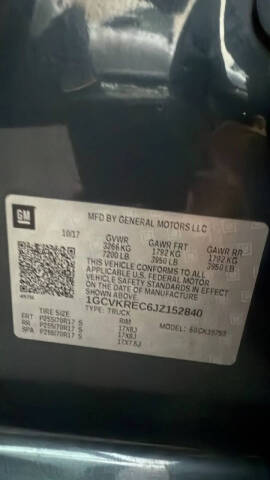 GM
MFD BY GENERAL MOTORS LLC
10/17 GVWR GAWR FRT GAWR RR
3266 KG 1792 KG 1792 KG
7200 LB 3950 LB 3950 LB
THIS VEHICLE CONFORMS TO ALL
APPLICABLE U.S. FEDERAL MOTOR
VEHICLE SAFETY STANDARDS IN EFFECT
ON THE DATE OF MANUFACTURE SHOWN ABOVE.
1GCVKREC6JZ152840
TYPE: TRUCK
TIRE SIZE RIM MODEL:
FRT P255/70R17 S 17X8J
RR P255/70R17 S 17X8J
SPA P255/70R17 S 17X7.5J